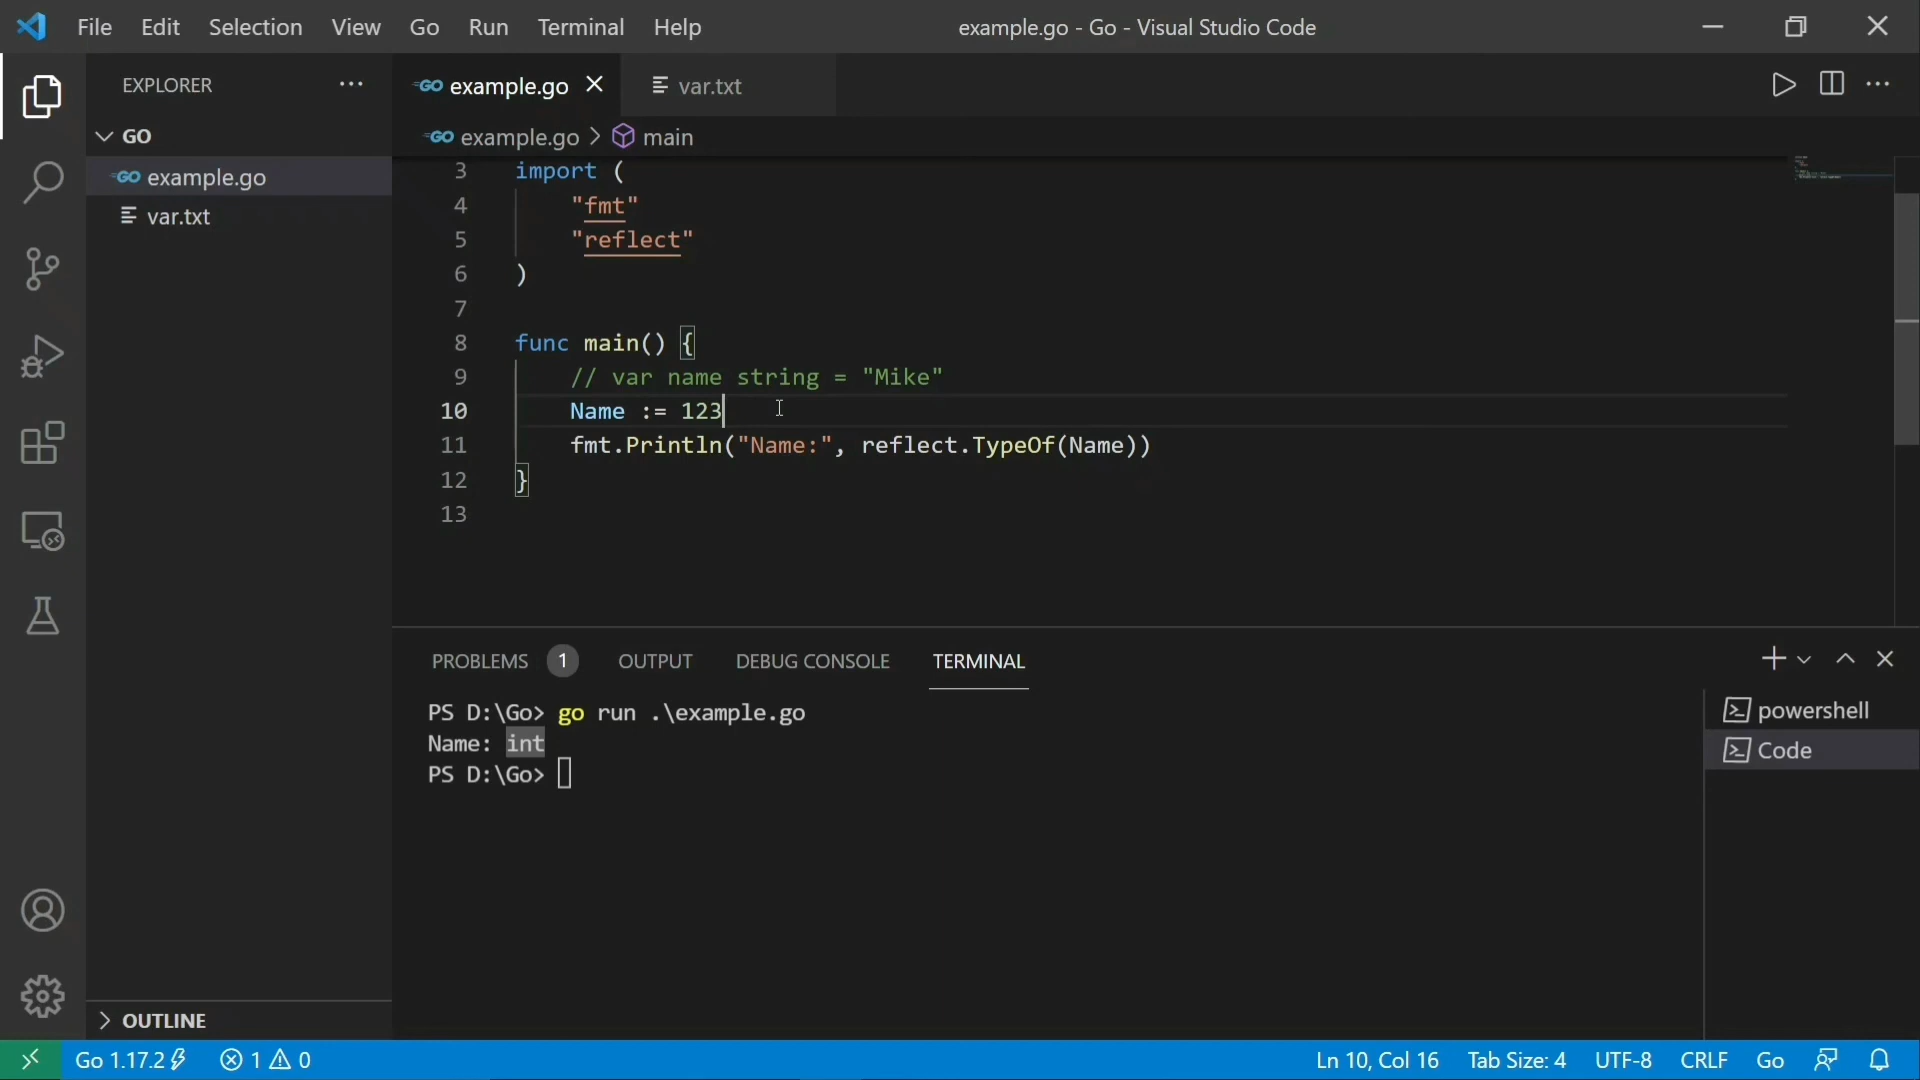 File Edit Selection View Go Run Terminal Help example.go - Go - Visual Studio Code
EXPLORER
GO
example.go
var.txt
OUTLINE
GO example.go var.txt
GO example.go > main
3 import (
4 "fmt"
5 "reflect"
6 )
7
8 func main() {
9 // var name string = "Mike"
10 Name := 123
11 fmt.Println("Name:", reflect.TypeOf(Name))
12 }
13
PROBLEMS 1 OUTPUT DEBUG CONSOLE TERMINAL
PS D:\Go> go run .\example.go
Name: int
PS D:\Go>
powershell
Code
Go 1.17.2 1 0 Ln 10, Col 16 Tab Size: 4 UTF-8 CRLF Go